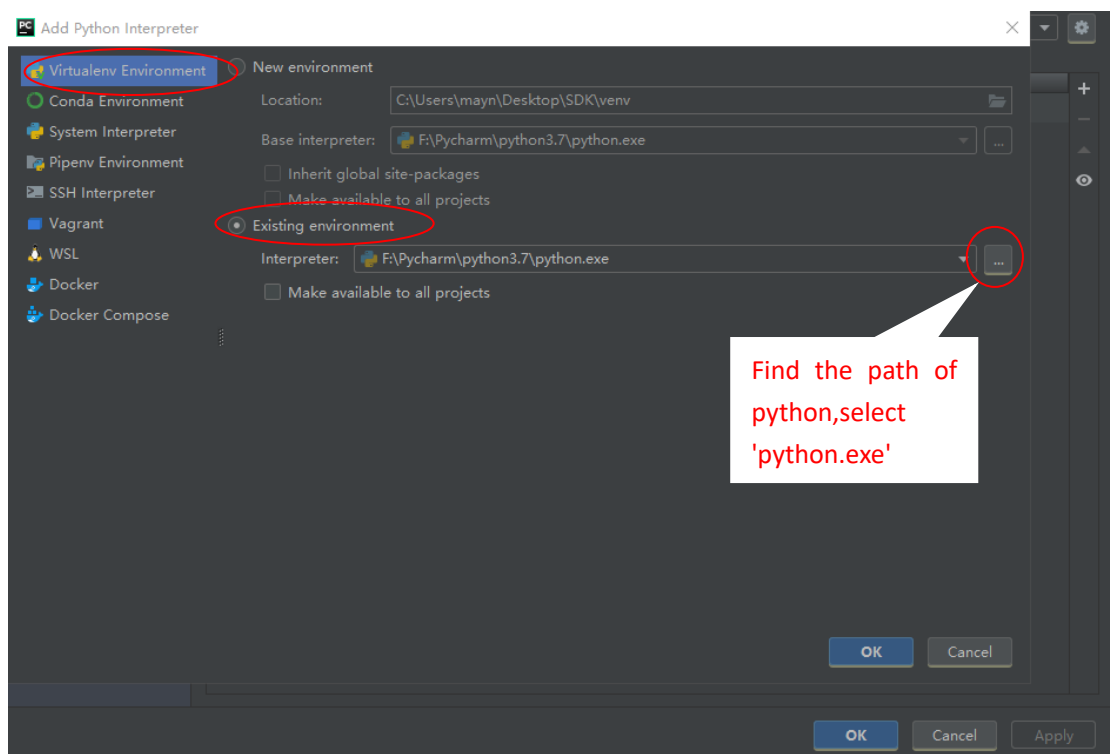 PC Add Python Interpreter
Virtualenv Environment
Conda Environment
System Interpreter
Pipenv Environment
SSH Interpreter
Vagrant
WSL
Docker
Docker Compose
New environment
Location: C:\Users\mayn\Desktop\SDK\venv
Base interpreter: F:\Pycharm\python3.7\python.exe ...
Inherit global site-packages
Make available to all projects
Existing environment
Interpreter: F:\Pycharm\python3.7\python.exe ...
Make available to all projects
Find the path of
python,select
'python.exe'
OK Cancel
OK Cancel Apply